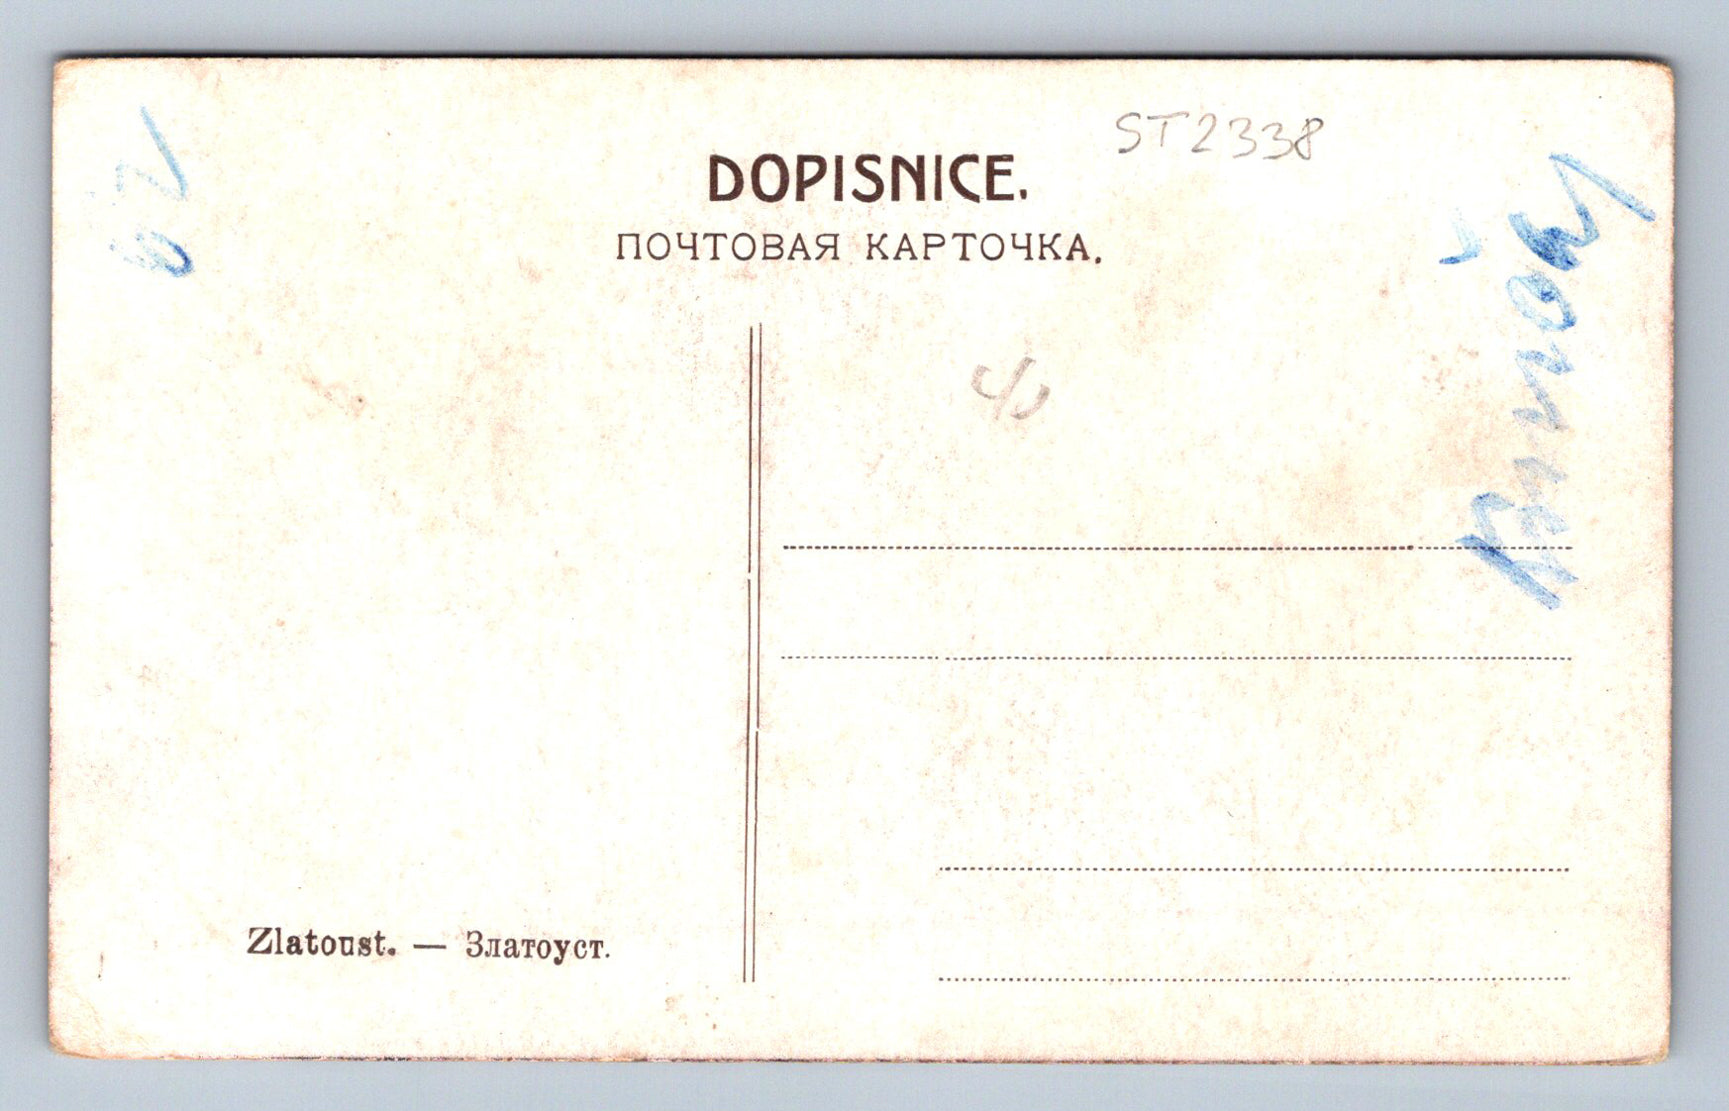 ST2338
DOPISNICE.
ПОЧТОВАЯ КАРТОЧКА.
Zlatoust. — Златоуст.